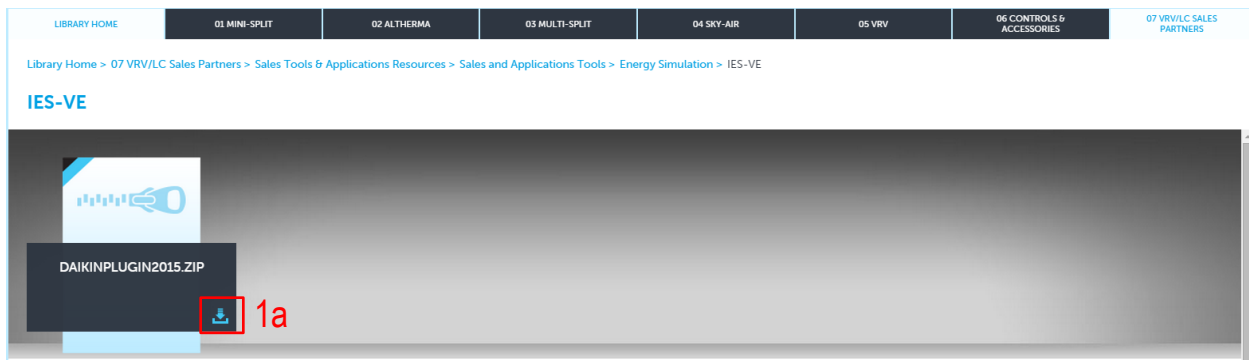 LIBRARY HOME
01 MINI-SPLIT
02 ALTHERMA
03 MULTI-SPLIT
04 SKY-AIR
05 VRV
06 CONTROLS &
ACCESSORIES
07 VRV/LC SALES
PARTNERS
Library Home > 07 VRV/LC Sales Partners > Sales Tools & Applications Resources > Sales and Applications Tools > Energy Simulation > IES-VE
IES-VE
DAIKINPLUGIN2015.ZIP
1a